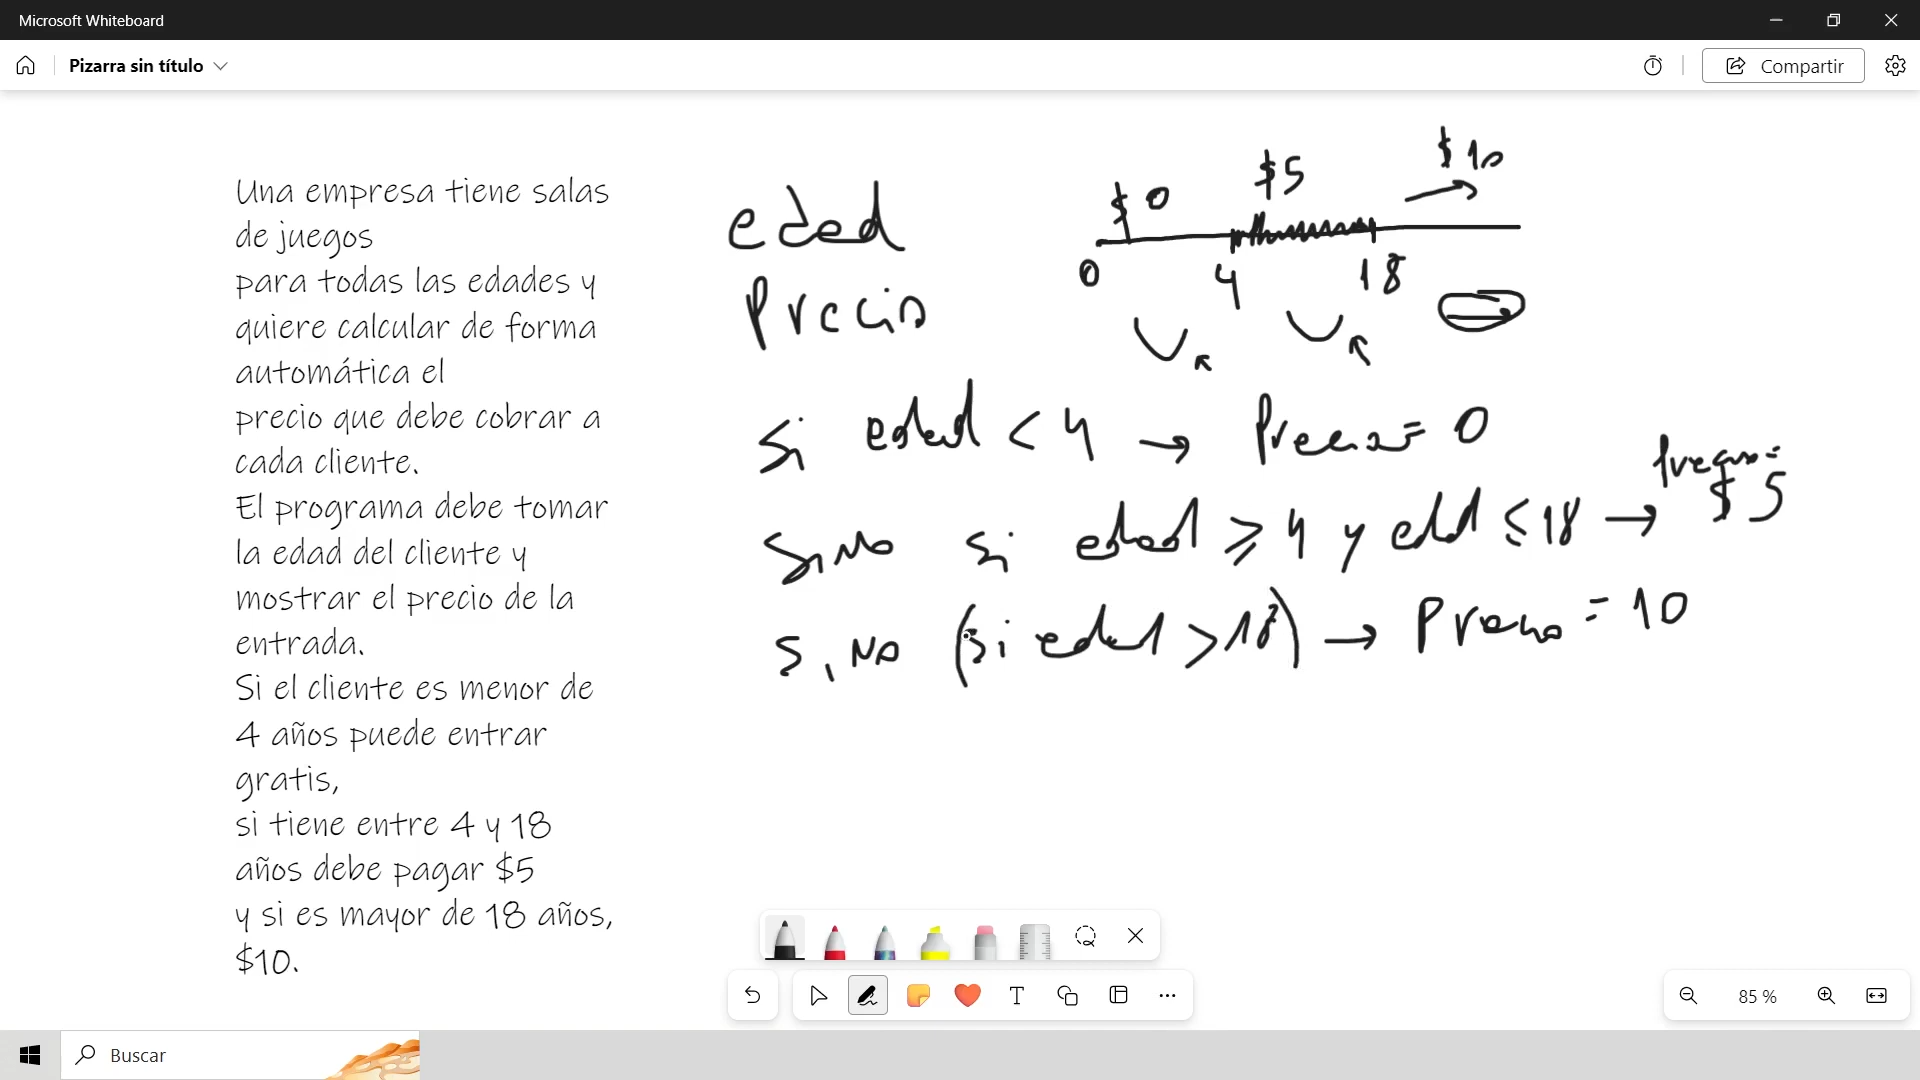 Microsoft Whiteboard
Pizarra sin título
Compartir
Una empresa tiene salas
de juegos
para todas las edades y
quiere calcular de forma
automática el
precio que debe cobrar a
cada cliente.
El programa debe tomar
la edad del cliente y
mostrar el precio de la
entrada.
Si el cliente es menor de
4 años puede entrar
gratis,
si tiene entre 4 y 18
años debe pagar $5
y si es mayor de 18 años,
$10.
edad
Precio
$0 $5 $10
0 4 18
si edad < 4 → Precio = 0
sino si edad ≥ 4 y edad ≤ 18 → $5
sino (si edad > 18) → Precio = 10
85 %
Buscar